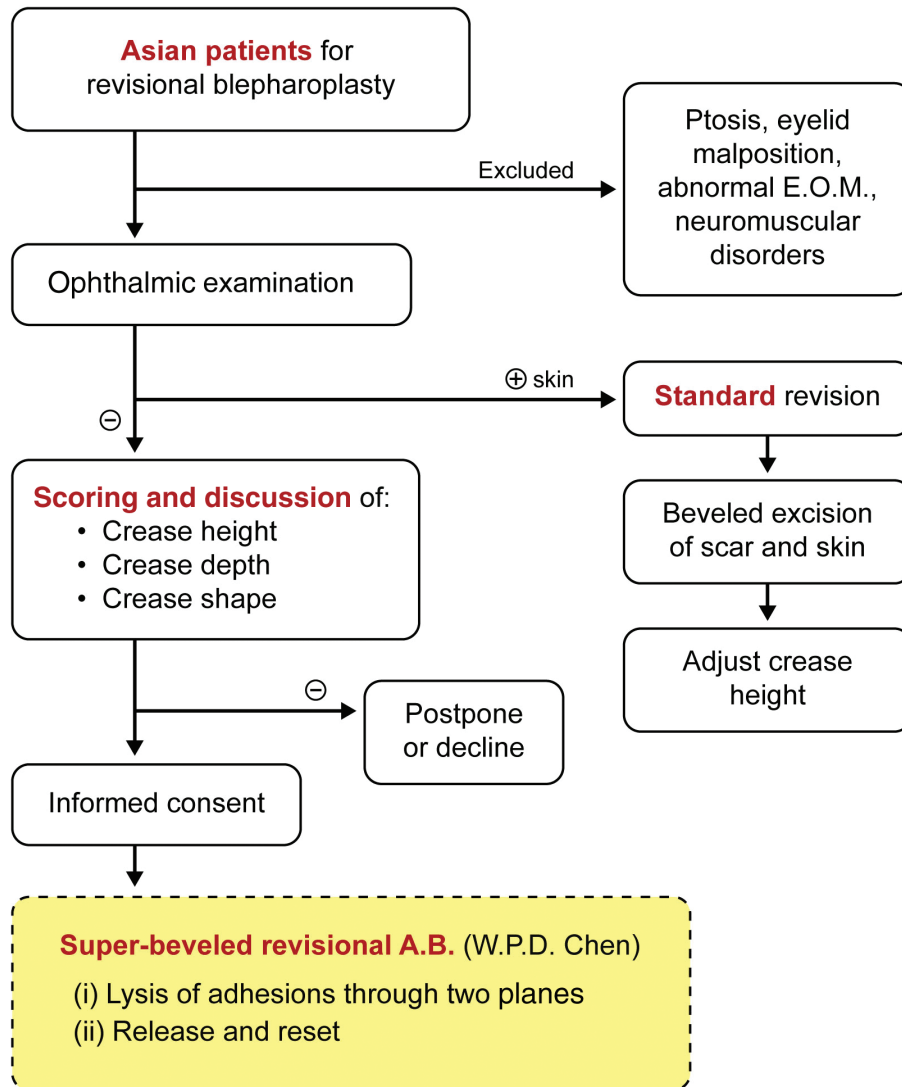 Asian patients for
revisional blepharoplasty
Excluded
Ptosis, eyelid
malposition,
abnormal E.O.M.,
neuromuscular
disorders
Ophthalmic examination
⊕ skin
⊖
Standard revision
Scoring and discussion of:
• Crease height
• Crease depth
• Crease shape
Beveled excision
of scar and skin
Adjust crease
height
⊖
Postpone
or decline
Informed consent
Super-beveled revisional A.B. (W.P.D. Chen)
(i) Lysis of adhesions through two planes
(ii) Release and reset